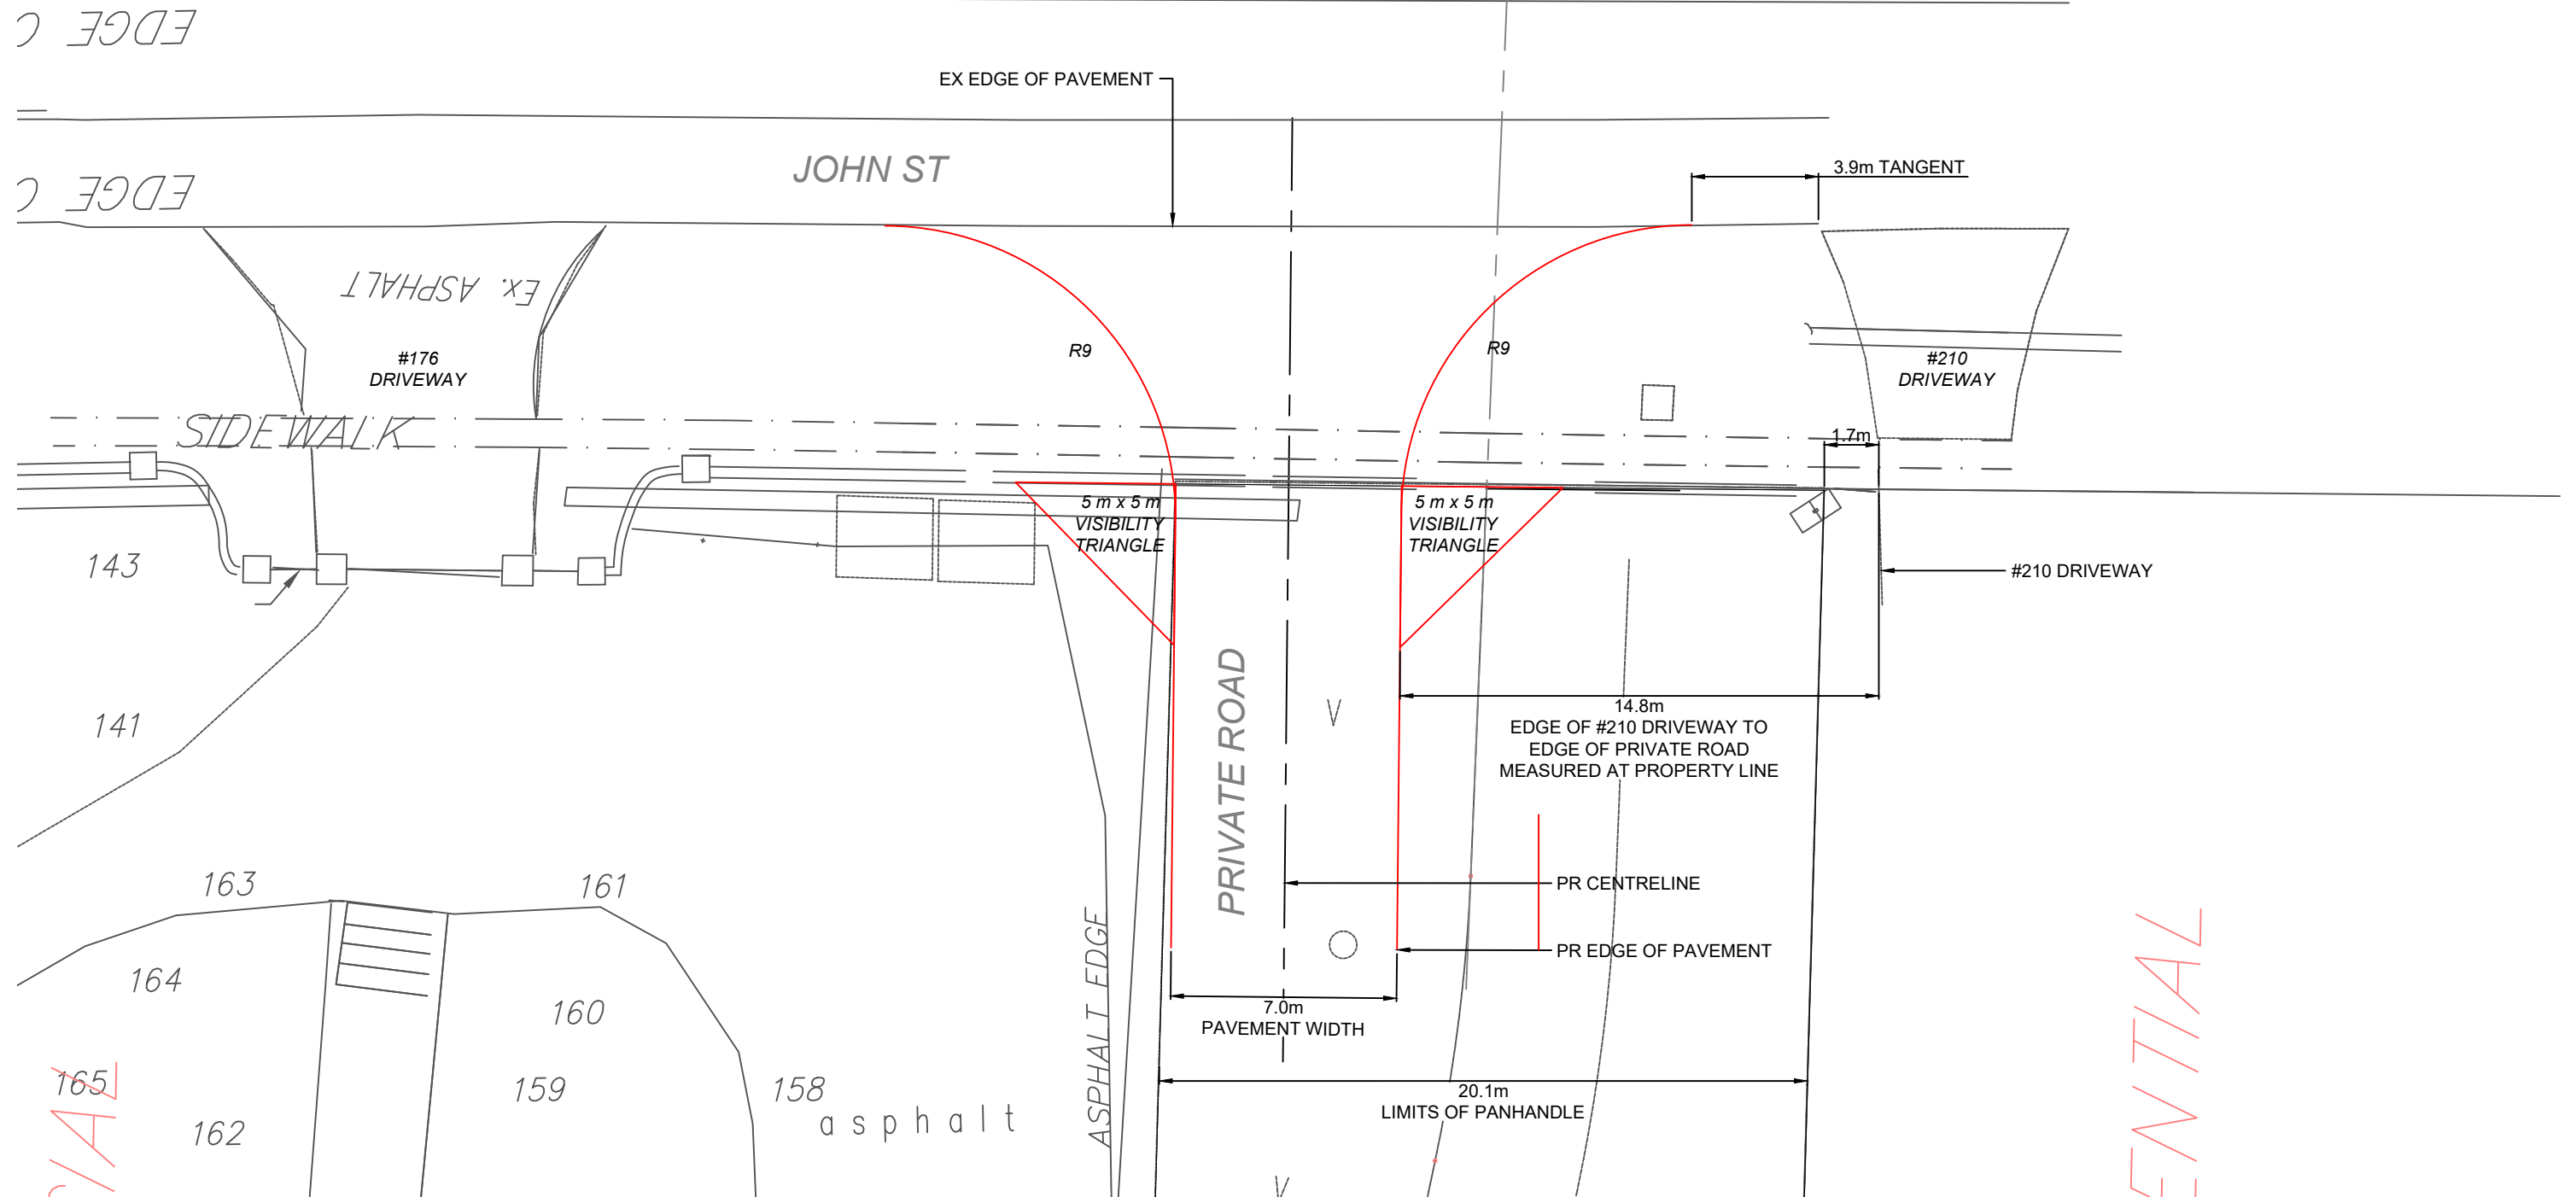 EDGE O
EX EDGE OF PAVEMENT
JOHN ST
3.9m TANGENT
EDGE O
Ex. ASPHALT
R9
R9
#176
DRIVEWAY
#210
DRIVEWAY
SIDEWALK
1.7m
5 m x 5 m
VISIBILITY
TRIANGLE
5 m x 5 m
VISIBILITY
TRIANGLE
143
#210 DRIVEWAY
141
PRIVATE ROAD
14.8m
EDGE OF #210 DRIVEWAY TO
EDGE OF PRIVATE ROAD
MEASURED AT PROPERTY LINE
163
161
PR CENTRELINE
164
PR EDGE OF PAVEMENT
160
7.0m
PAVEMENT WIDTH
ASPHALT EDGE
165
159
158
20.1m
LIMITS OF PANHANDLE
162
asphalt
IAL
ENTIAL